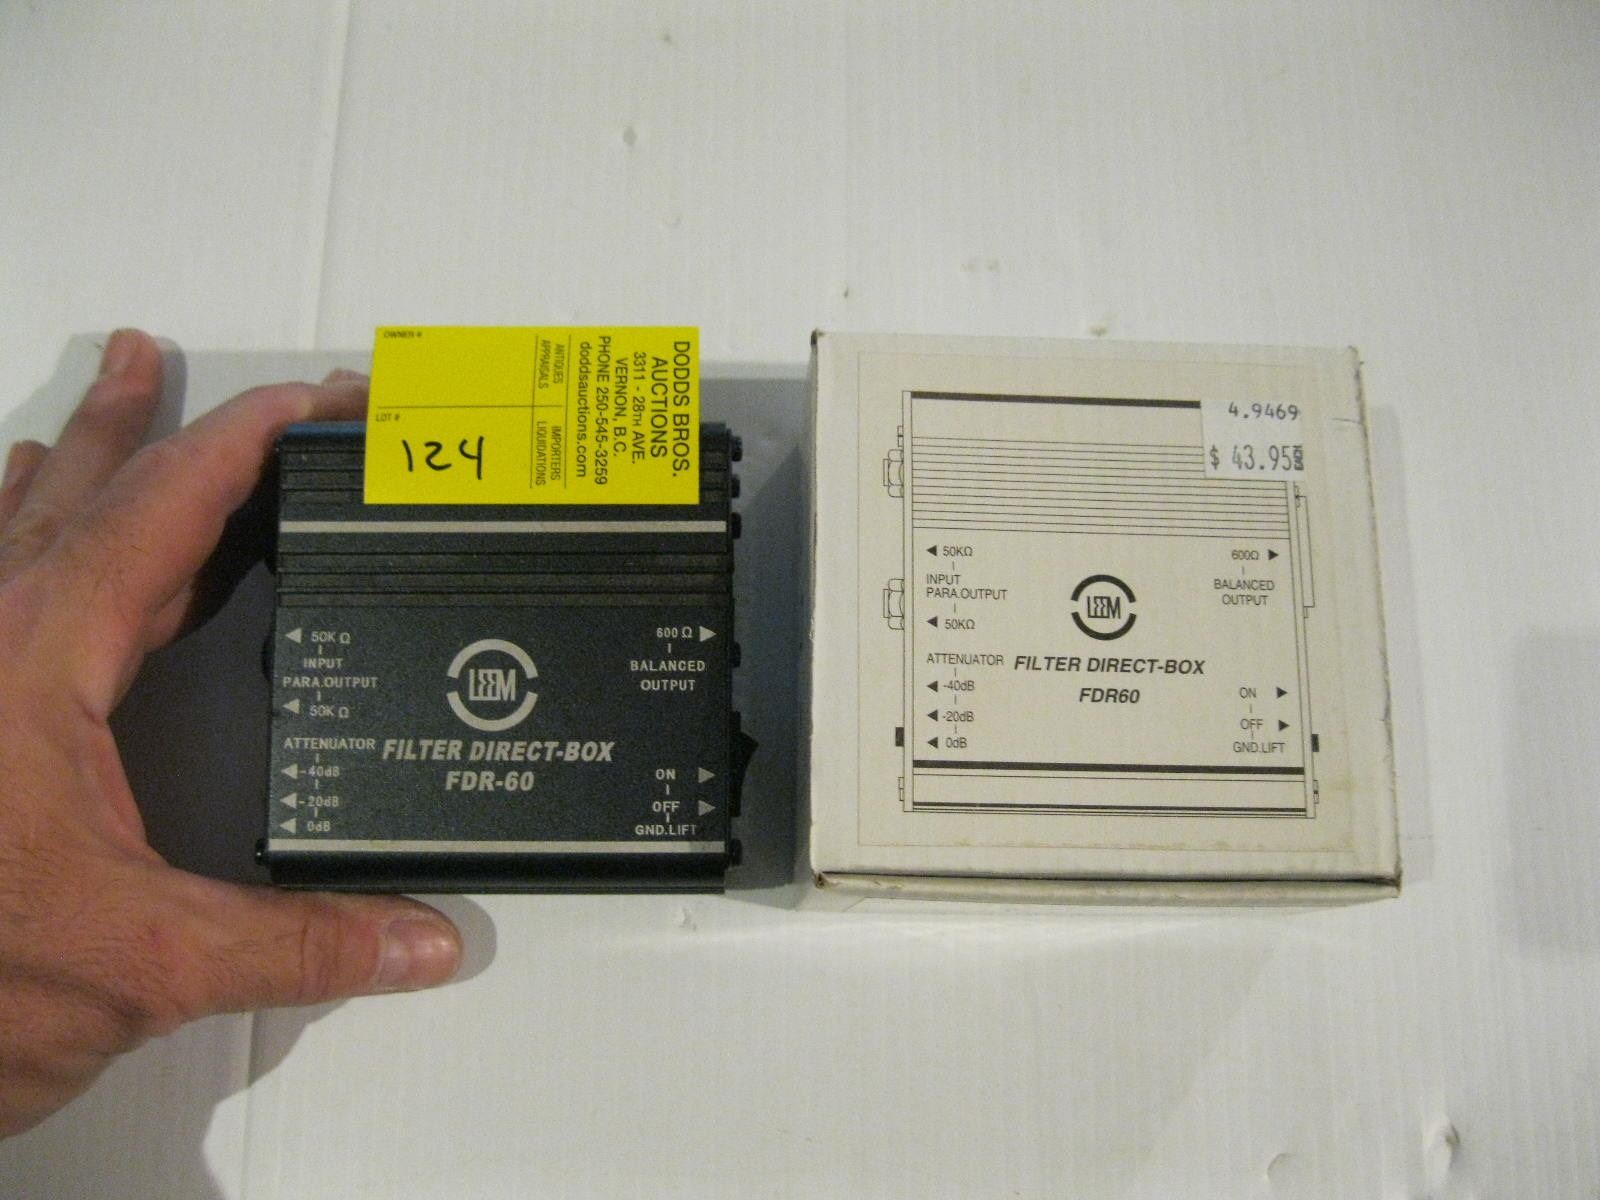 DODDS BROS.
AUCTIONS
3311 - 28TH AVE.
VERNON, B.C.
PHONE 250-545-3259
doddsauctions.com
ANTIQUES
APPRAISALS
IMPORTERS
LIQUIDATIONS
OWNER #
LOT #
124
50K Ω
INPUT
PARA.OUTPUT
50K Ω
ATTENUATOR
-40dB
-20dB
0dB
LEEM
FILTER DIRECT-BOX
FDR-60
600 Ω
BALANCED
OUTPUT
ON
OFF
GND.LIFT
4.9469
$ 43.95
50KΩ
INPUT
PARA.OUTPUT
50KΩ
ATTENUATOR
-40dB
-20dB
0dB
LEEM
FILTER DIRECT-BOX
FDR60
600Ω
BALANCED
OUTPUT
ON
OFF
GND.LIFT